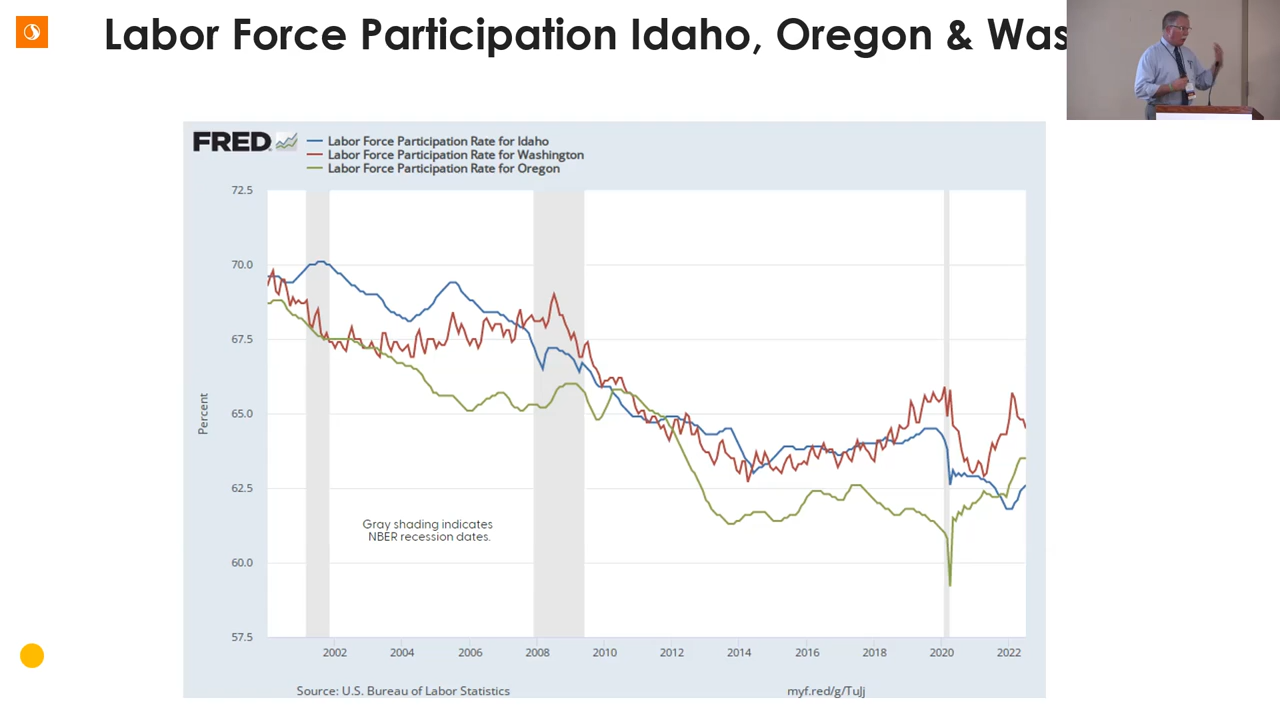 Labor Force Participation Idaho, Oregon & Was
FRED
Labor Force Participation Rate for Idaho
Labor Force Participation Rate for Washington
Labor Force Participation Rate for Oregon
72.5
70.0
67.5
65.0
62.5
60.0
57.5
Percent
Gray shading indicates
NBER recession dates.
2002 2004 2006 2008 2010 2012 2014 2016 2018 2020 2022
Source: U.S. Bureau of Labor Statistics
myf.red/g/TuJj